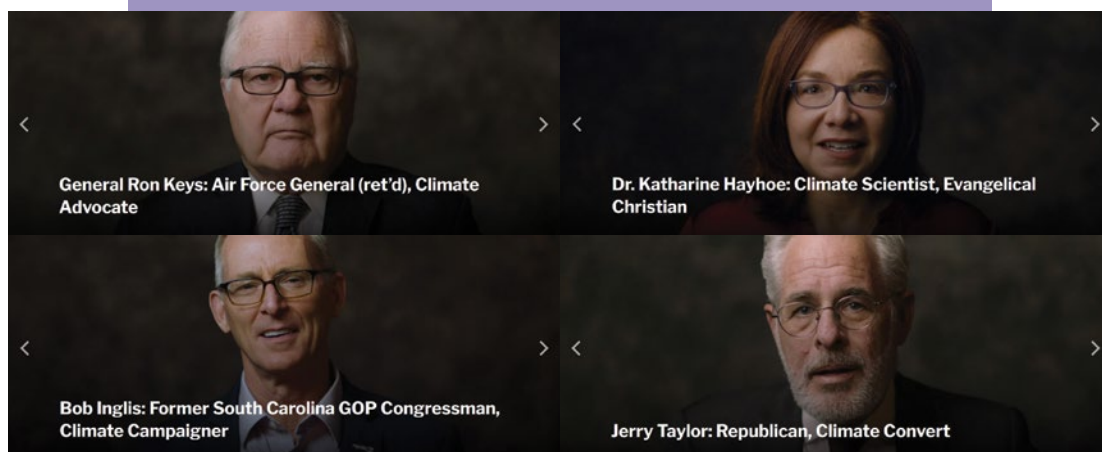 General Ron Keys: Air Force General (ret’d), Climate
Advocate
Dr. Katharine Hayhoe: Climate Scientist, Evangelical
Christian
Bob Inglis: Former South Carolina GOP Congressman,
Climate Campaigner
Jerry Taylor: Republican, Climate Convert